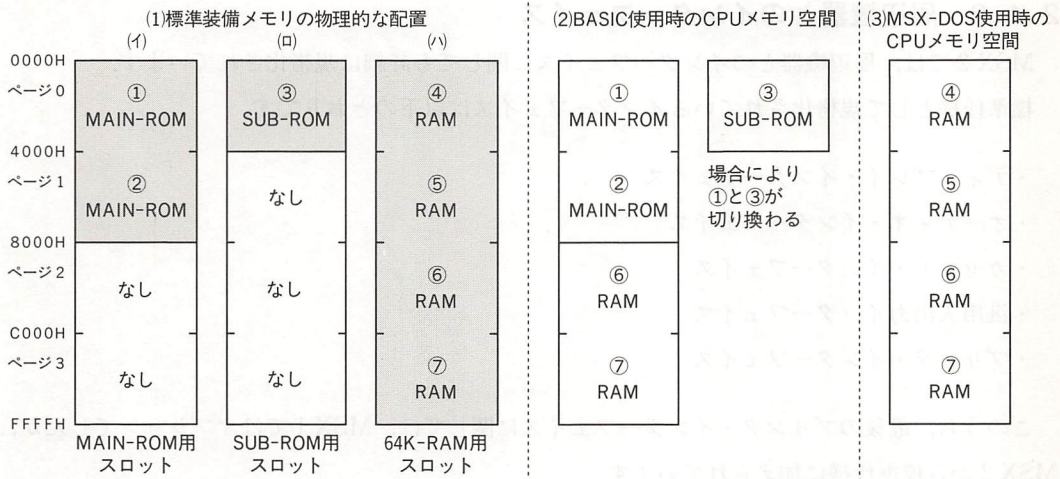 (1)標準装備メモリの物理的な配置
(イ)
(ロ)
(ハ)
0000H
ページ0
4000H
ページ1
8000H
ページ2
C000H
ページ3
FFFFH
①
MAIN-ROM
②
MAIN-ROM
なし
なし
MAIN-ROM用
スロット
③
SUB-ROM
なし
なし
なし
SUB-ROM用
スロット
④
RAM
⑤
RAM
⑥
RAM
⑦
RAM
64K-RAM用
スロット
(2)BASIC使用時のCPUメモリ空間
①
MAIN-ROM
②
MAIN-ROM
⑥
RAM
⑦
RAM
③
SUB-ROM
場合により
①と③が
切り換わる
(3)MSX-DOS使用時の
CPUメモリ空間
④
RAM
⑤
RAM
⑥
RAM
⑦
RAM